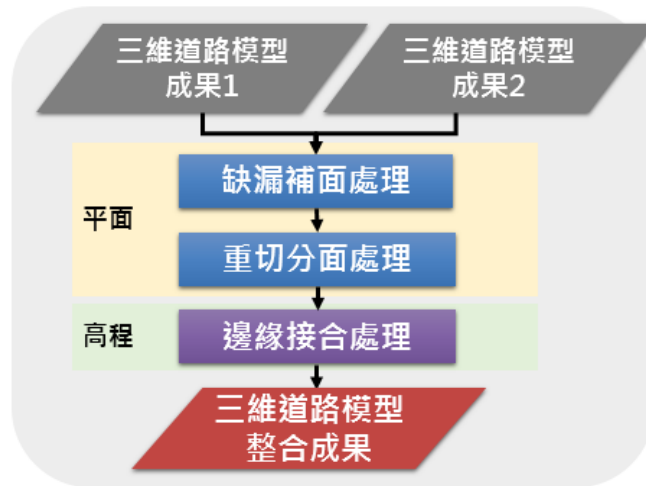 三維道路模型
成果1
三維道路模型
成果2
平面
缺漏補面處理
重切分面處理
高程
邊緣接合處理
三維道路模型
整合成果